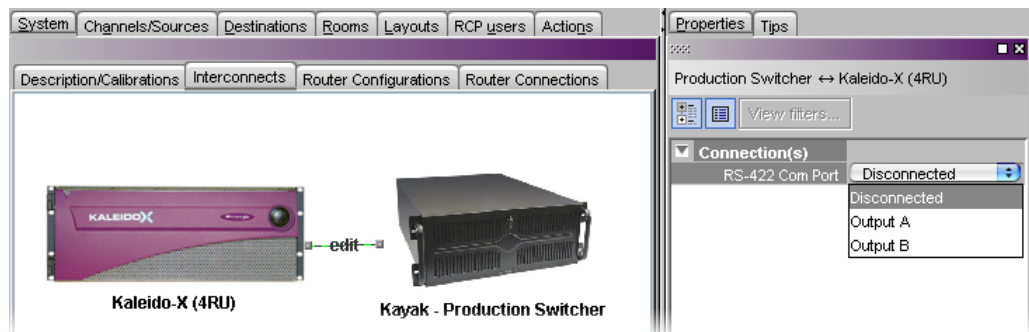 System Channels/Sources Destinations Rooms Layouts RCP users Actions
Description/Calibrations Interconnects Router Configurations Router Connections
KALEIDOX
edit
Kaleido-X (4RU)
Kayak - Production Switcher
Properties Tips
Production Switcher ↔ Kaleido-X (4RU)
View filters...
Connection(s)
RS-422 Com Port Disconnected
Disconnected
Output A
Output B